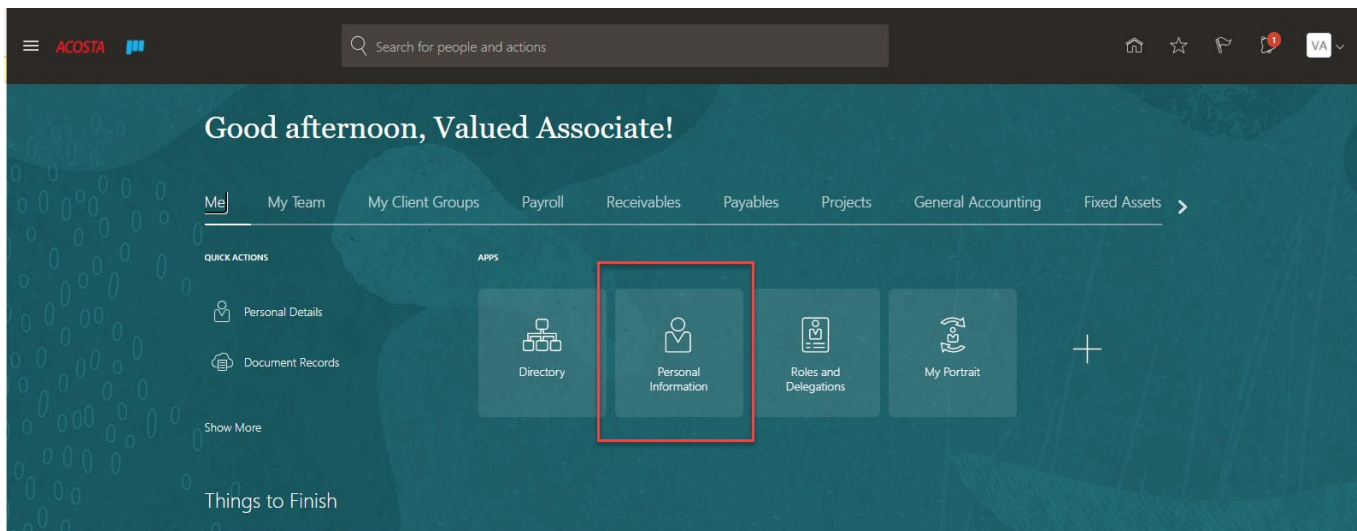 ACOSTA
Search for people and actions
1
VA
Good afternoon, Valued Associate!
Me My Team My Client Groups Payroll Receivables Payables Projects General Accounting Fixed Assets
QUICK ACTIONS
Personal Details
Document Records
Show More
APPS
Directory
Personal
Information
Roles and
Delegations
My Portrait
Things to Finish